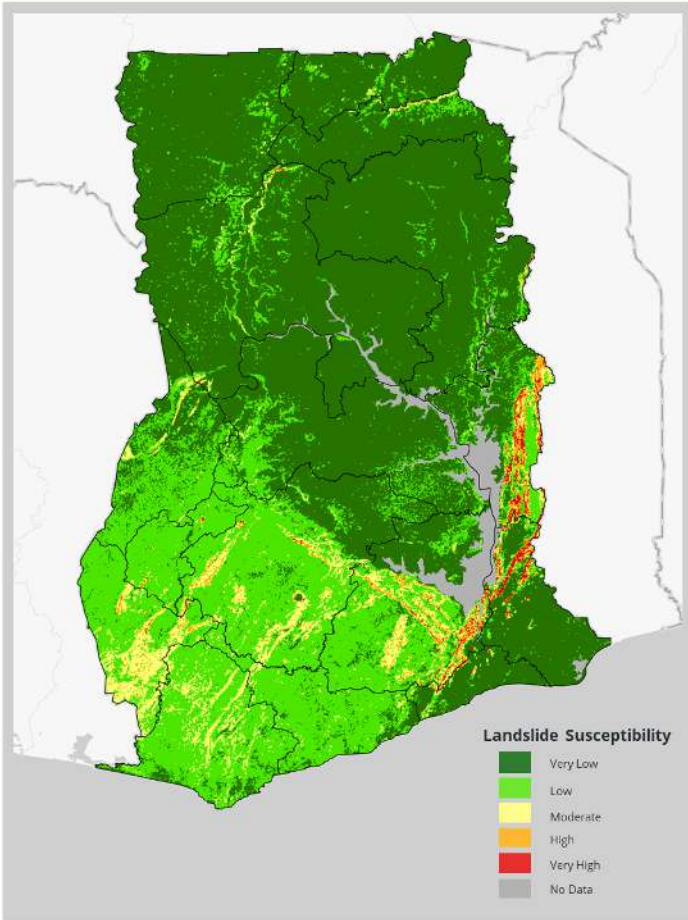 Landslide Susceptibility
Very Low
Low
Moderate
High
Very High
No Data